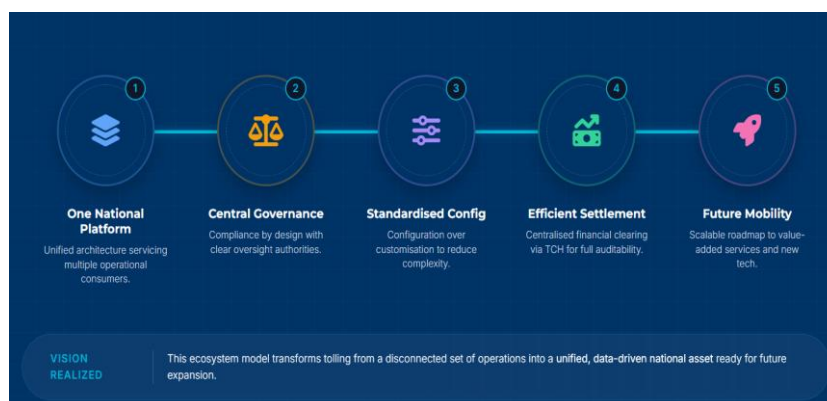 1
2
3
4
5
One National
Platform
Unified architecture servicing
multiple operational
consumers.
Central Governance
Compliance by design with
clear oversight authorities.
Standardised Config
Configuration over
customisation to reduce
complexity.
Efficient Settlement
Centralised financial clearing
via TCH for full auditability.
Future Mobility
Scalable roadmap to value-
added services and new
tech.
VISION
REALIZED
This ecosystem model transforms tolling from a disconnected set of operations into a unified, data-driven national asset ready for future
expansion.